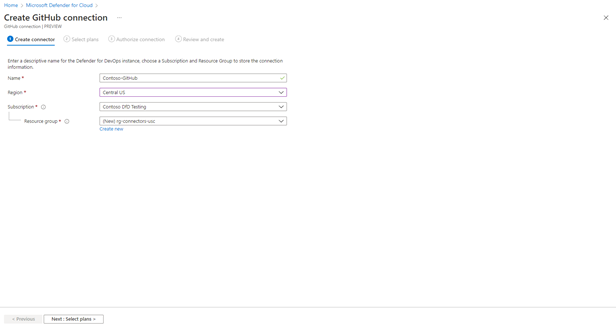 Home > Microsoft Defender for Cloud >
Create GitHub connection ...
GitHub connection | PREVIEW
1 Create connector 2 Select plans 3 Authorize connection 4 Review and create
Enter a descriptive name for the Defender for DevOps instance, choose a Subscription and Resource Group to store the connection
information.
Name * Contoso-GitHub
Region * Central US
Subscription * Contoso DfD Testing
Resource group * (New) rg-connectors-usc
Create new
< Previous Next : Select plans >